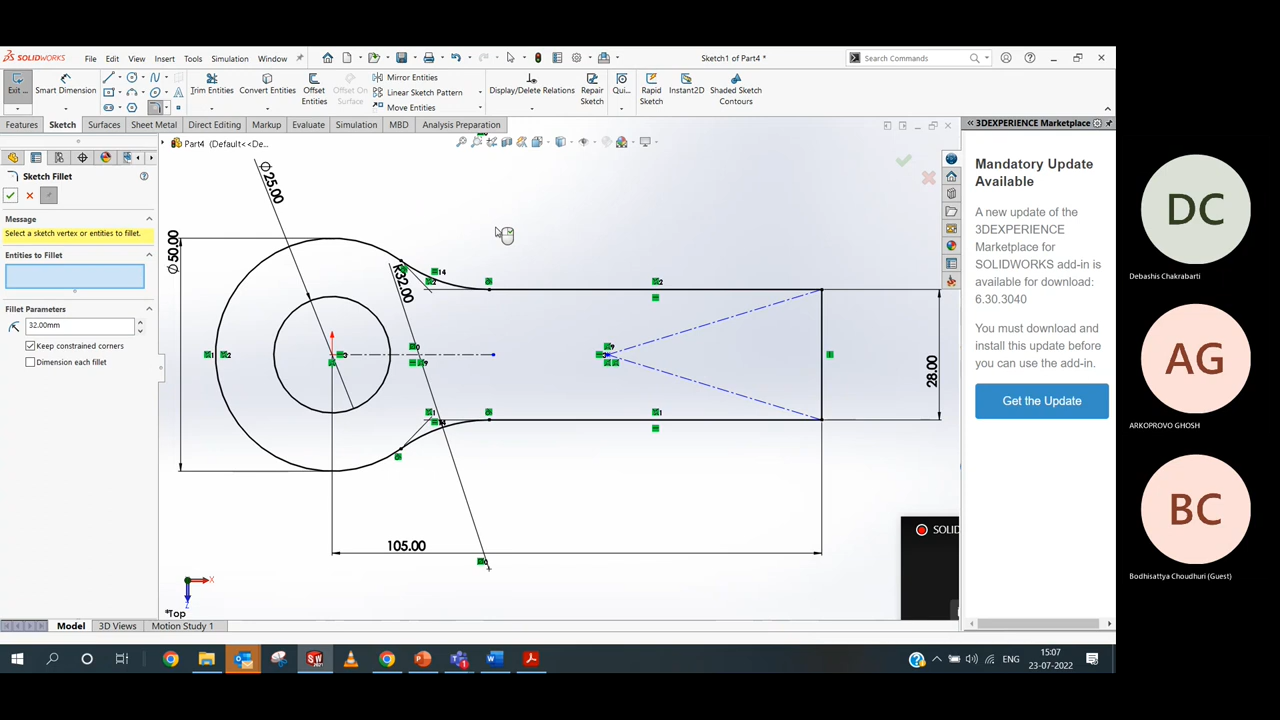 SOLIDWORKS File Edit View Insert Tools Simulation Window Sketch1 of Part4 * Search Commands
Exit ... Smart Dimension Trim Entities Convert Entities Offset Entities Offset On Surface Mirror Entities Linear Sketch Pattern Move Entities Display/Delete Relations Repair Sketch Qui... Rapid Sketch Instant2D Shaded Sketch Contours
Features Sketch Surfaces Sheet Metal Direct Editing Markup Evaluate Simulation MBD Analysis Preparation
3DEXPERIENCE Marketplace
Part4 (Default<<De...
Mandatory Update
Available
Sketch Fillet
Message
Select a sketch vertex or entities to fillet.
Entities to Fillet
Fillet Parameters
32.00mm
Keep constrained corners
Dimension each fillet
Ø25.00
Ø50.00
R32.00
28.00
105.00
*Top
X
Z
A new update of the
3DEXPERIENCE
Marketplace for
SOLIDWORKS add-in is
available for download:
6.30.3040
You must download and
install this update before
you can use the add-in.
Get the Update
SOLID
Model 3D Views Motion Study 1
ENG
15:07
23-07-2022
DC
Debashis Chakrabarti
AG
ARKOPROVO GHOSH
BC
Bodhisattya Choudhuri (Guest)